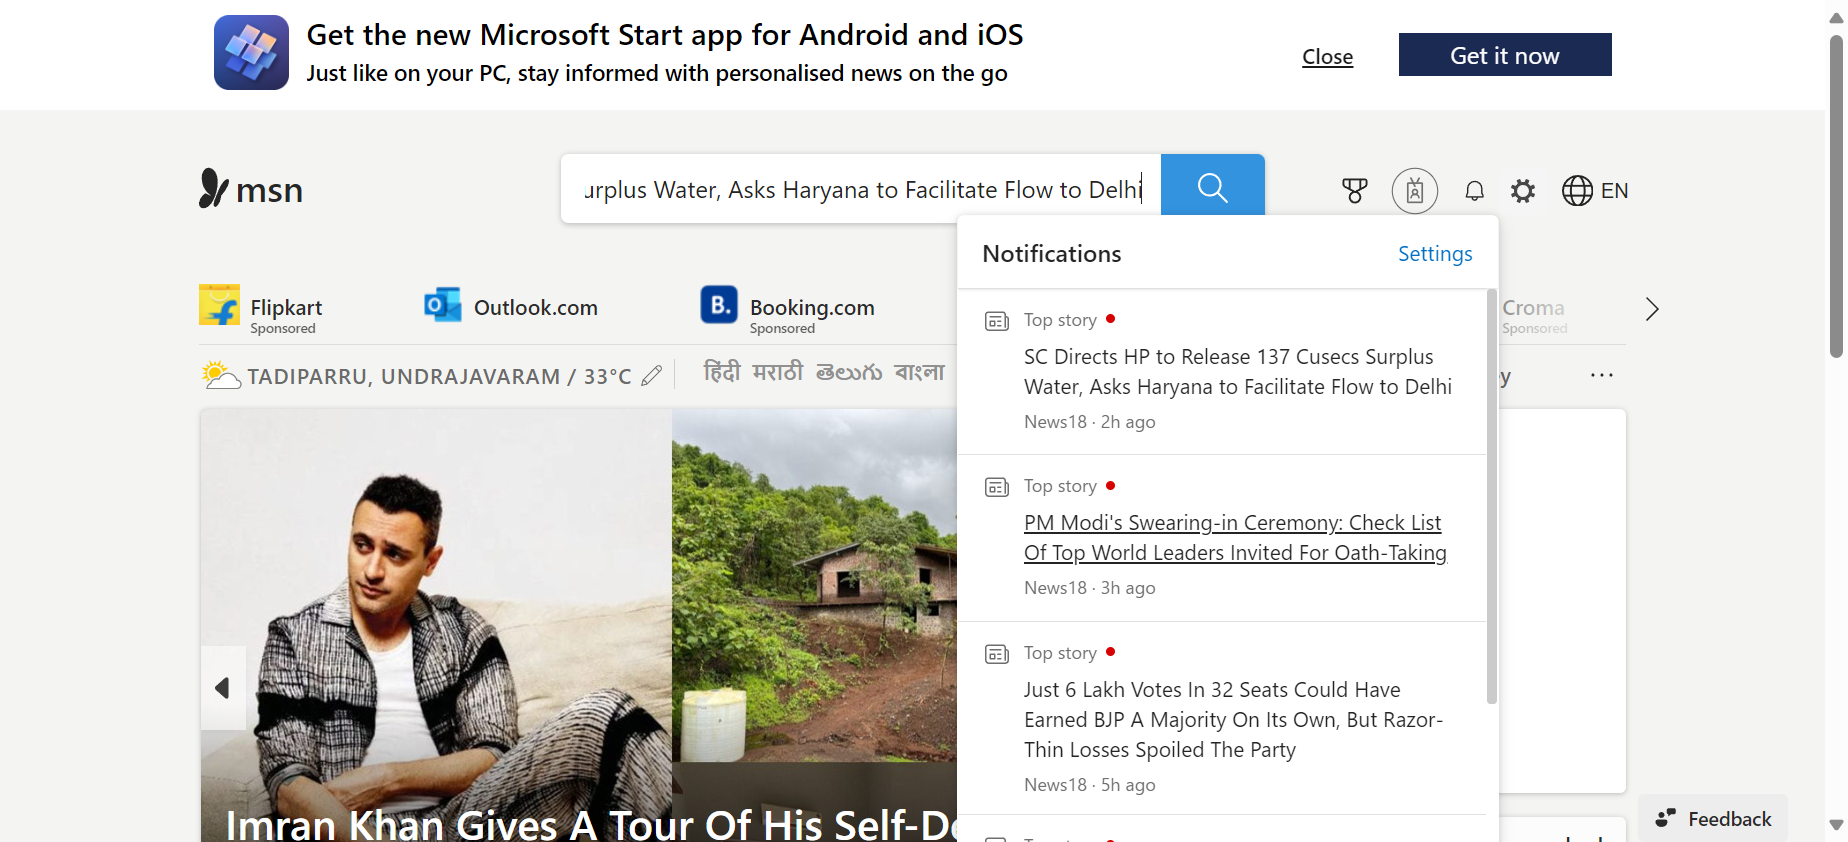 Get the new Microsoft Start app for Android and iOS
Just like on your PC, stay informed with personalised news on the go
Close
Get it now
msn
urplus Water, Asks Haryana to Facilitate Flow to Delhi
EN
Notifications
Settings
Flipkart
Sponsored
Outlook.com
B.
Booking.com
Sponsored
Croma
Sponsored
TADIPARRU, UNDRAJAVARAM / 33°C
हिंदी मराठी తెలుగు বাংলা
Top story
SC Directs HP to Release 137 Cusecs Surplus
Water, Asks Haryana to Facilitate Flow to Delhi
News18 · 2h ago
Top story
PM Modi's Swearing-in Ceremony: Check List
Of Top World Leaders Invited For Oath-Taking
News18 · 3h ago
Top story
Just 6 Lakh Votes In 32 Seats Could Have
Earned BJP A Majority On Its Own, But Razor-
Thin Losses Spoiled The Party
News18 · 5h ago
Top story
Imran Khan Gives A Tour Of His Self-De
Feedback